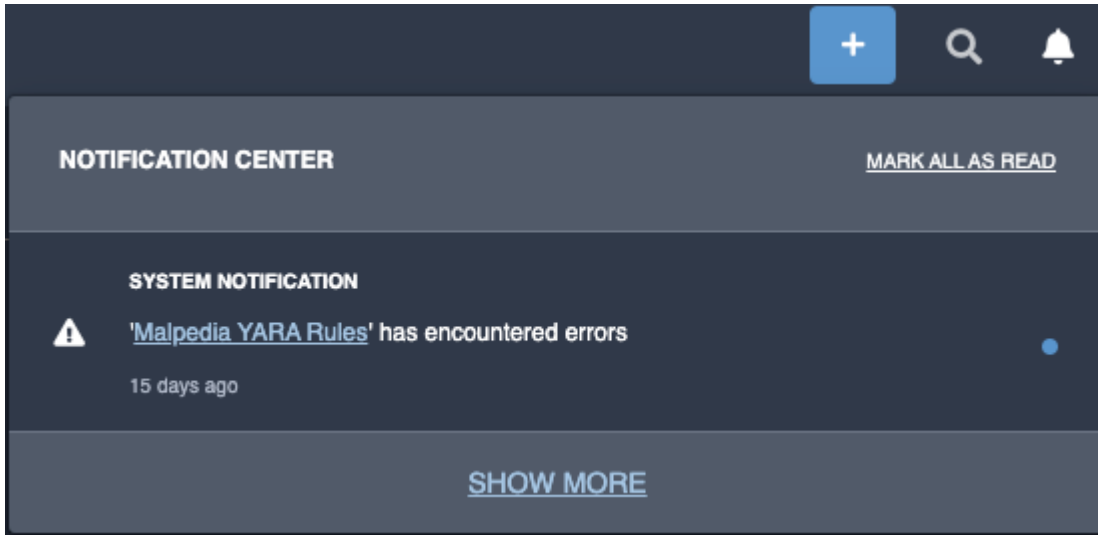 +
NOTIFICATION CENTER
MARK ALL AS READ
SYSTEM NOTIFICATION
'Malpedia YARA Rules' has encountered errors
15 days ago
SHOW MORE